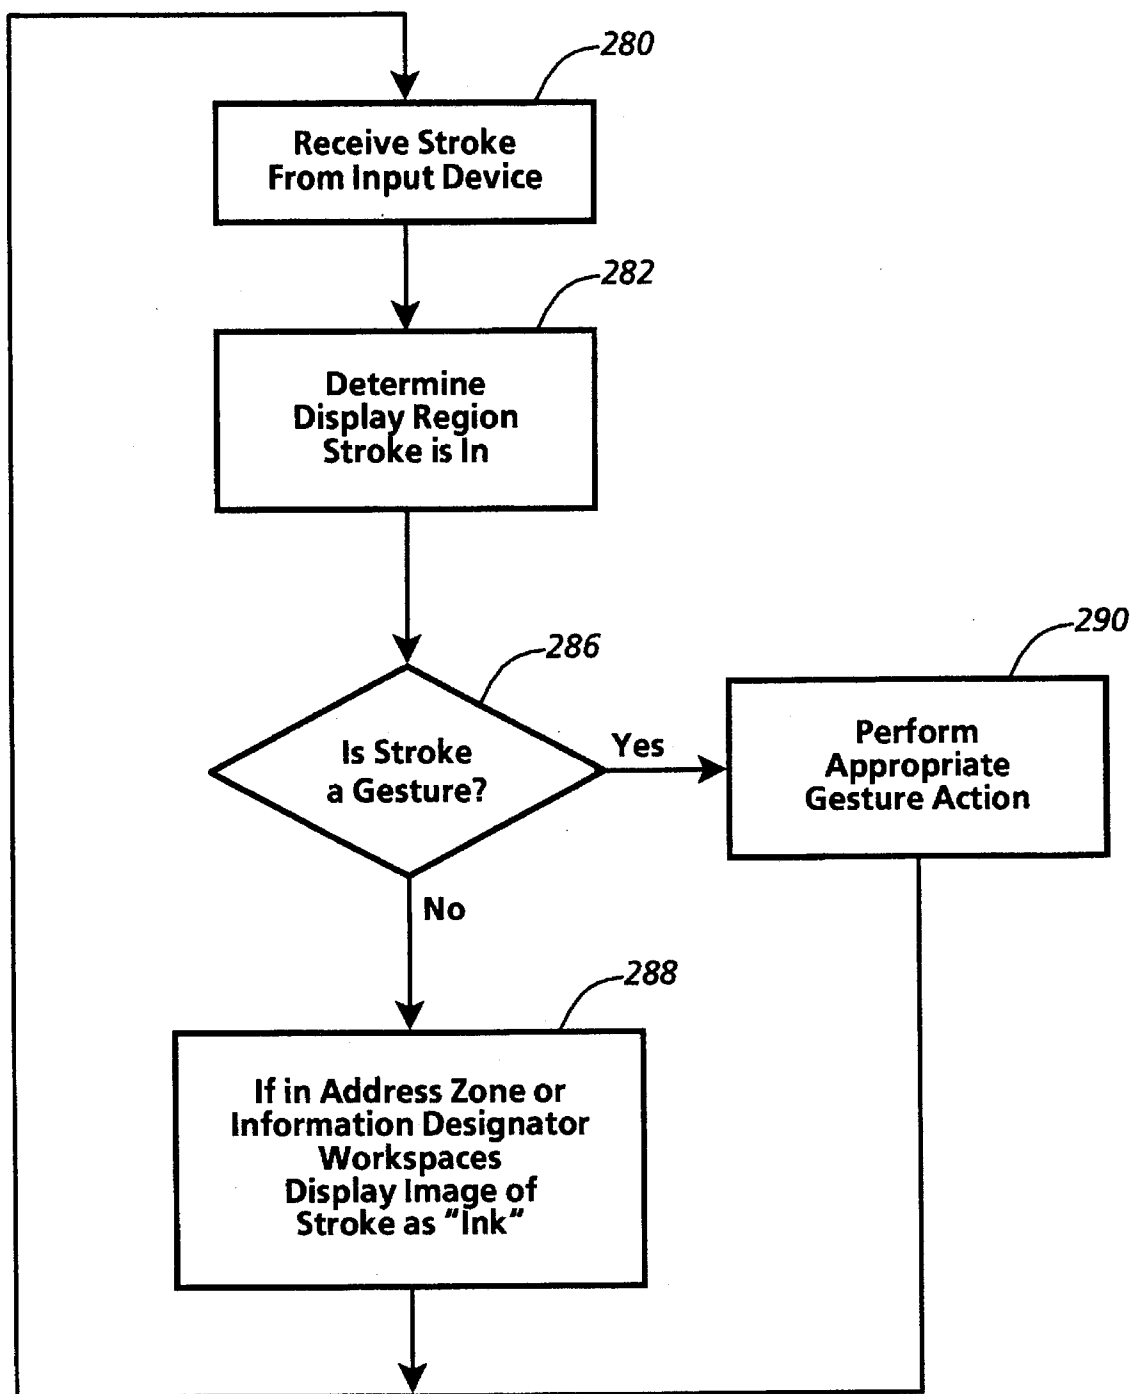 280
Receive Stroke
From Input Device
282
Determine
Display Region
Stroke is In
286
Is Stroke
a Gesture?
Yes
290
Perform
Appropriate
Gesture Action
No
288
If in Address Zone or
Information Designator
Workspaces
Display Image of
Stroke as "Ink"